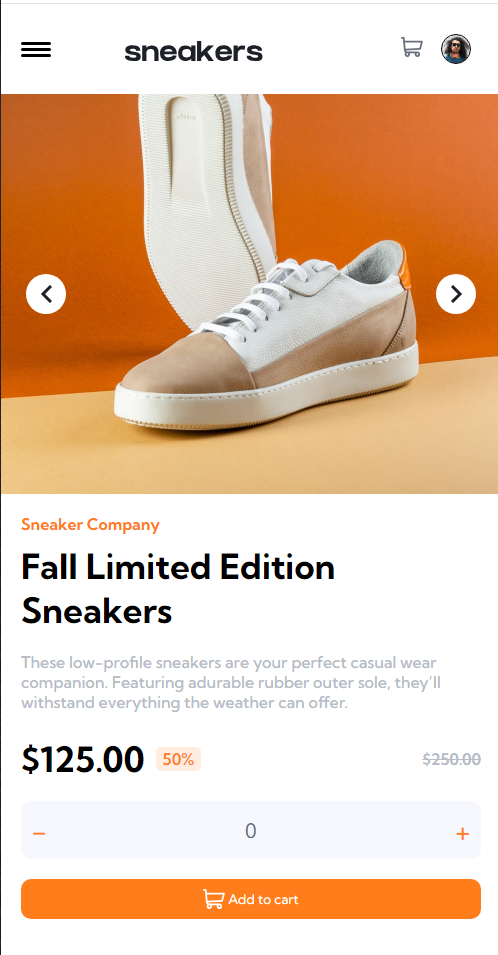 sneakers
Sneaker Company
Fall Limited Edition
Sneakers
These low-profile sneakers are your perfect casual wear
companion. Featuring adurable rubber outer sole, they'll
withstand everything the weather can offer.
$125.00 50% $250.00
− 0 +
Add to cart